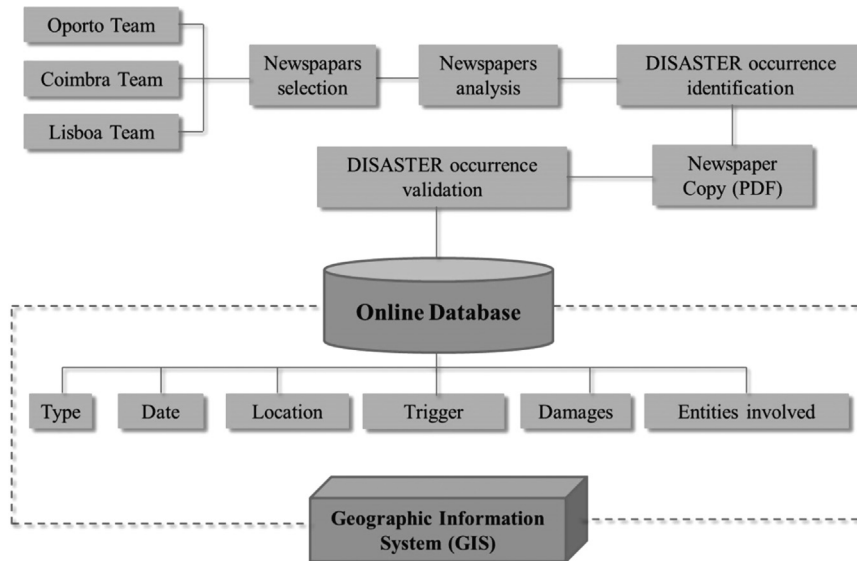 Oporto Team
Coimbra Team
Lisboa Team
Newspapars
selection
Newspapers
analysis
DISASTER occurrence
identification
DISASTER occurrence
validation
Newspaper
Copy (PDF)
Online Database
Type
Date
Location
Trigger
Damages
Entities involved
Geographic Information
System (GIS)